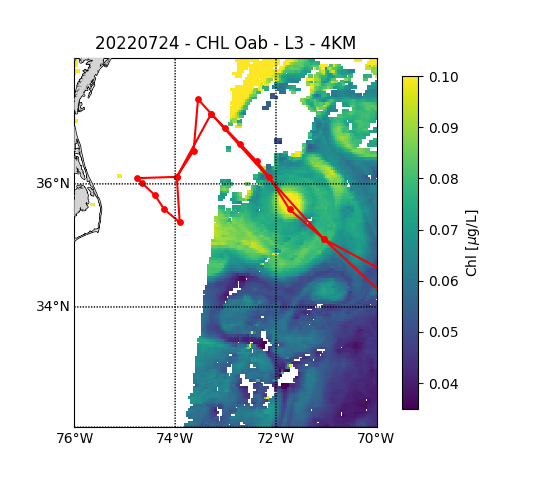 20220724 - CHL Oab - L3 - 4KM
36°N
34°N
76°W
74°W
72°W
70°W
0.10
0.09
0.08
0.07
0.06
0.05
0.04
Chl [μg/L]